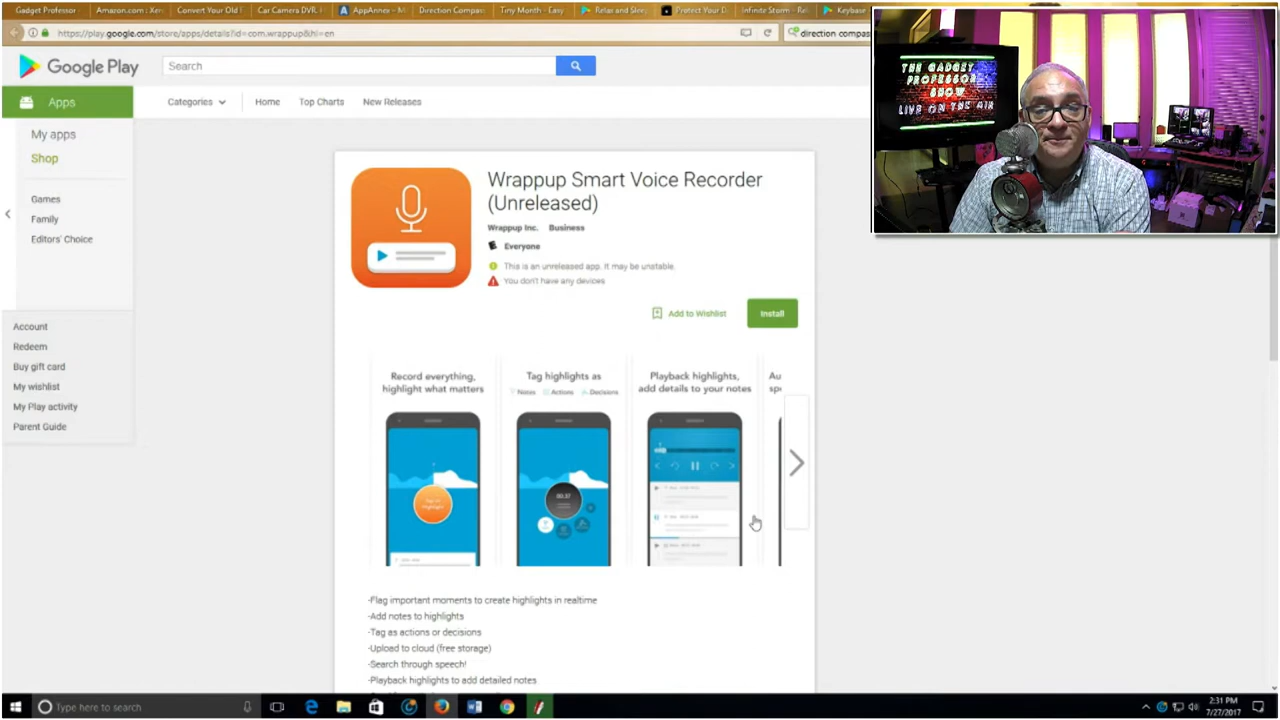 Gadget Professor
Amazon.com : Xen
Convert Your Old F
Car Camera DVR. I
AppAnnex – M
Direction Compass
Tiny Month - Easy
Relax and Sleep
Protect Your D
Infinite Storm - Rela
Keybase
https://play.google.com/store/apps/details?id=com.wrappup&hl=en
direction compas
Google Play
Search
Apps
Categories
Home
Top Charts
New Releases
My apps
Shop
Games
Family
Editors' Choice
Account
Redeem
Buy gift card
My wishlist
My Play activity
Parent Guide
THE GADGET
PROFESSOR
SHOW
LIVE ON THE AIR
Wrappup Smart Voice Recorder
(Unreleased)
Wrappup Inc. Business
Everyone
This is an unreleased app. It may be unstable.
You don't have any devices
Add to Wishlist
Install
Record everything,
highlight what matters
Tag highlights as
Notes Actions Decisions
Playback highlights,
add details to your notes
Au
spe
00:37
-Flag important moments to create highlights in realtime
-Add notes to highlights
-Tag as actions or decisions
-Upload to cloud (free storage)
-Search through speech!
-Playback highlights to add detailed notes
Type here to search
2:31 PM
7/27/2017